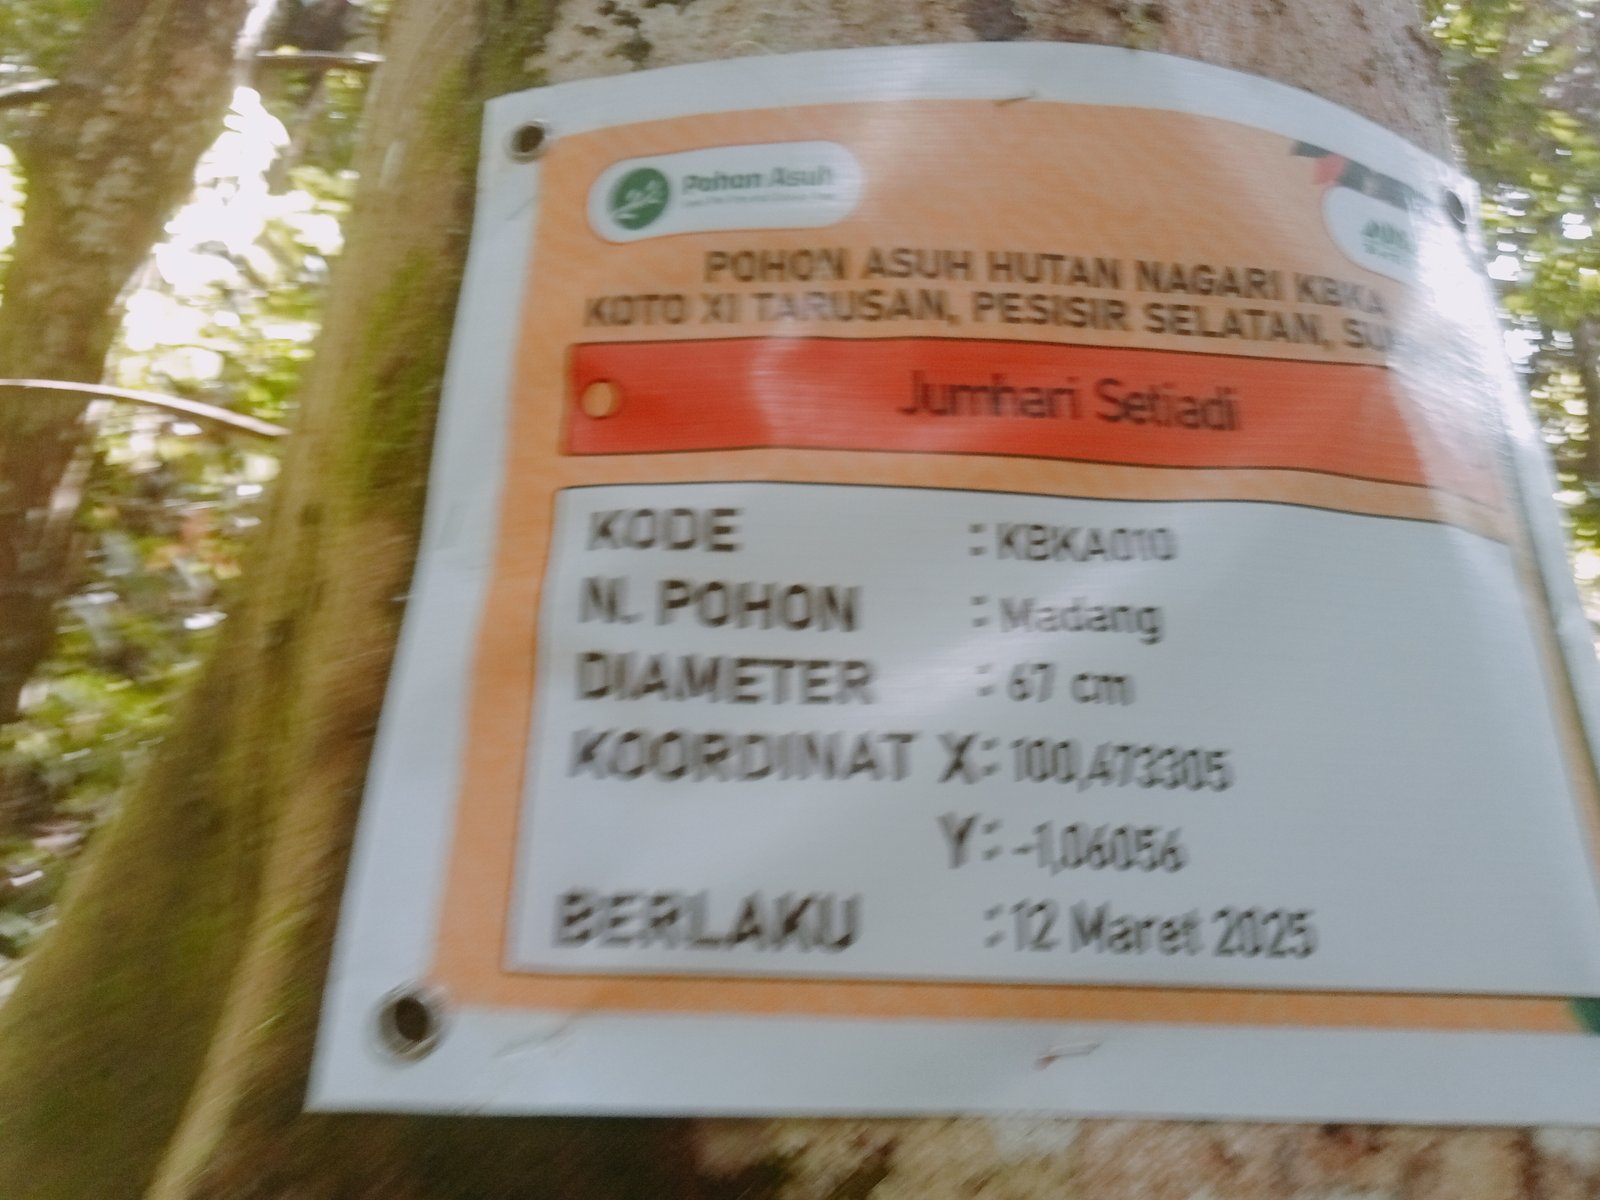 Pohon Asuh
POHON ASUH HUTAN NAGARI KBKA
KOTO XI TARUSAN, PESISIR SELATAN, SU
Jumhari Setiadi
KODE : KBKA010
N. POHON : Madang
DIAMETER : 67 cm
KOORDINAT X: 100,473305
Y: -1,06056
BERLAKU : 12 Maret 2025